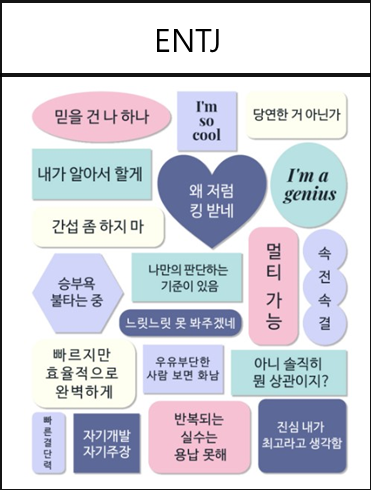 ENTJ
믿을 건 나 하나
I'm
so
cool
당연한 거 아닌가
내가 알아서 할게
왜 저럼
킹 받네
I'm a
genius
간섭 좀 하지 마
멀
티
가
능
속
전
속
결
승부욕
불타는 중
나만의 판단하는
기준이 있음
느릿느릿 못 봐주겠네
빠르지만
효율적으로
완벽하게
우유부단한
사람 보면 화남
아니 솔직히
뭔 상관이지?
빠
른
결
단
력
자기개발
자기주장
반복되는
실수는
용납 못해
진심 내가
최고라고 생각함